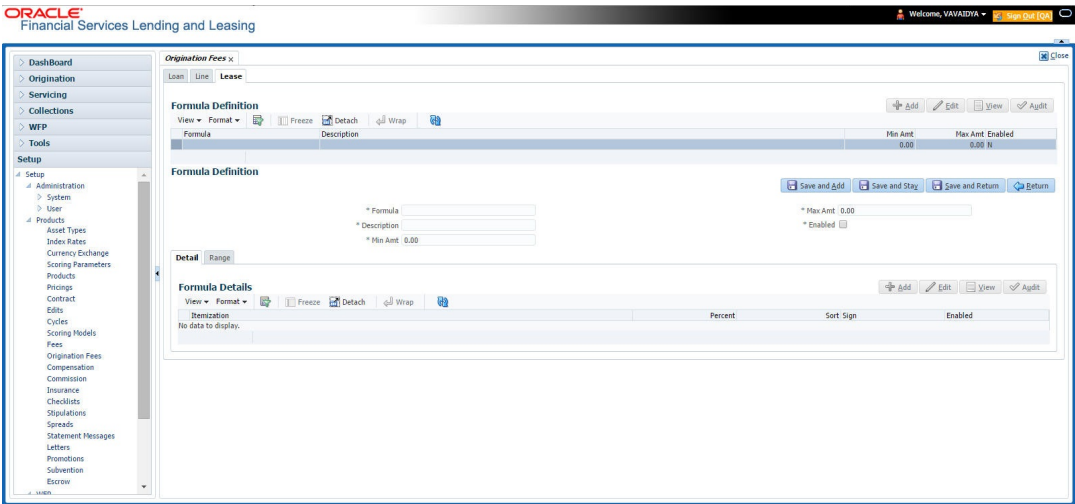 ORACLE
Financial Services Lending and Leasing
Welcome, VAVAIDYA
Sign Out [QA]
DashBoard
Origination
Servicing
Collections
WFP
Tools
Setup
Setup
Administration
System
User
Products
Asset Types
Index Rates
Currency Exchange
Scoring Parameters
Products
Pricings
Contract
Edits
Cycles
Scoring Models
Fees
Origination Fees
Compensation
Commission
Insurance
Checklists
Stipulations
Spreads
Statement Messages
Letters
Promotions
Subvention
Escrow
WFP
Origination Fees x
Close
Loan Line Lease
Formula Definition
Add Edit View Audit
View Format Freeze Detach Wrap
Formula Description Min Amt Max Amt Enabled
0.00 0.00 N
Formula Definition
Save and Add Save and Stay Save and Return Return
* Formula
* Description
* Min Amt 0.00
* Max Amt 0.00
* Enabled
Detail Range
Formula Details
Add Edit View Audit
View Format Freeze Detach Wrap
Itemization Percent Sort Sign Enabled
No data to display.